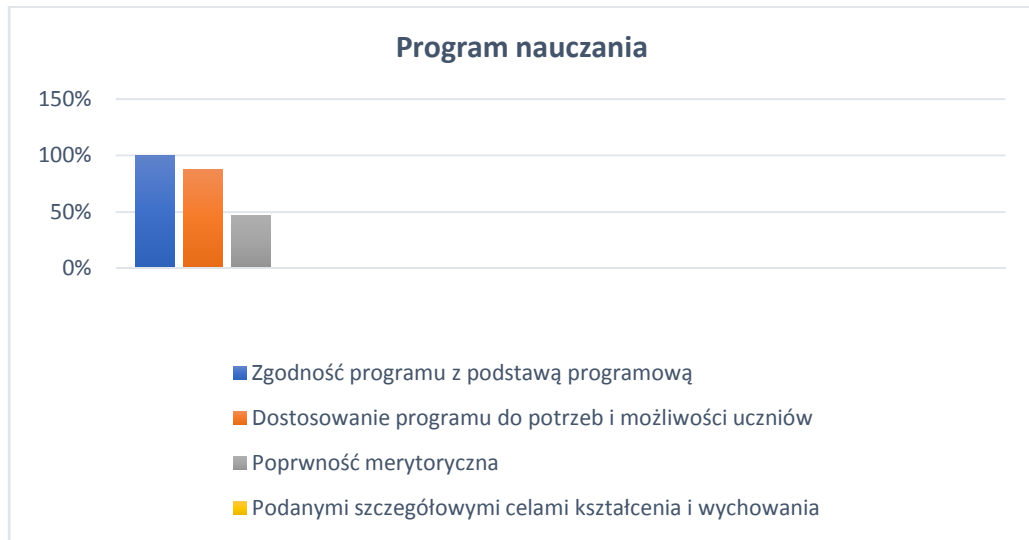 Program nauczania
150%
100%
50%
0%
Zgodność programu z podstawą programową
Dostosowanie programu do potrzeb i możliwości uczniów
Poprwność merytoryczna
Podanymi szczegółowymi celami kształcenia i wychowania